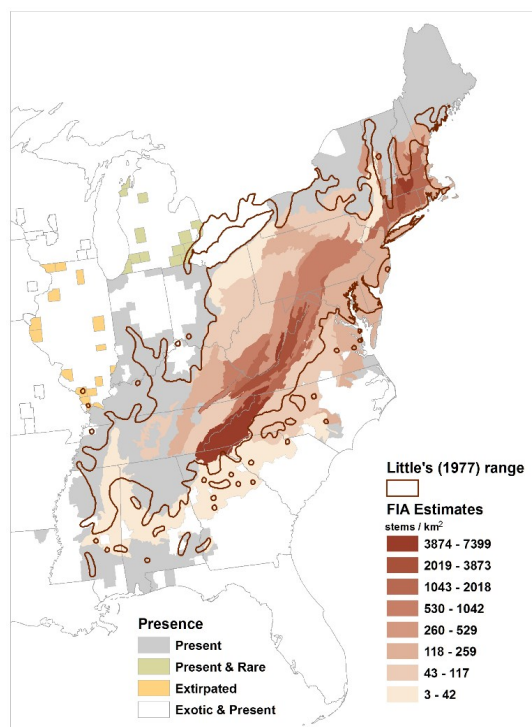 Little's (1977) range
FIA Estimates
stems / km²
3874 - 7399
2019 - 3873
1043 - 2018
530 - 1042
260 - 529
118 - 259
43 - 117
3 - 42
Presence
Present
Present & Rare
Extirpated
Exotic & Present